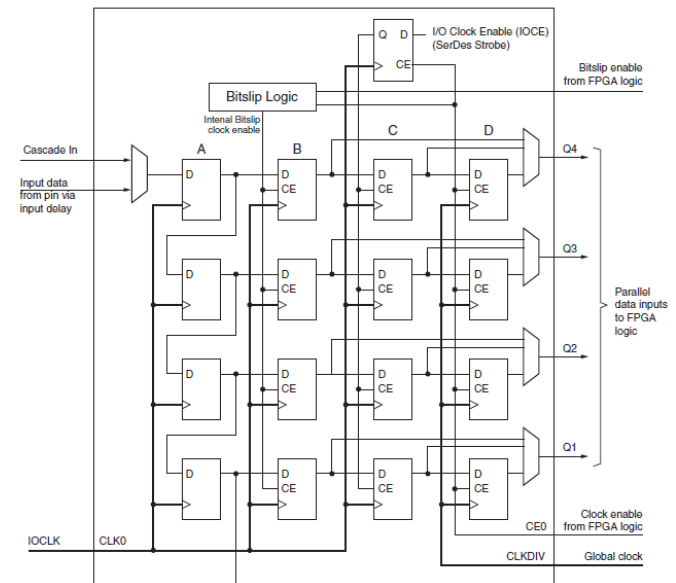 Q D
I/O Clock Enable (IOCE)
(SerDes Strobe)
CE
Bitslip enable
from FPGA logic
Bitslip Logic
Intenal Bitslip
clock enable
A
B
C
D
Cascade In
Input data
from pin via
input delay
D
D
CE
D
CE
D
CE
Q4
D
D
CE
D
CE
D
CE
Q3
Parallel
data inputs
to FPGA
logic
D
D
CE
D
CE
D
CE
Q2
D
D
CE
D
CE
D
CE
Q1
CE0
Clock enable
from FPGA logic
IOCLK
CLK0
CLKDIV
Global clock